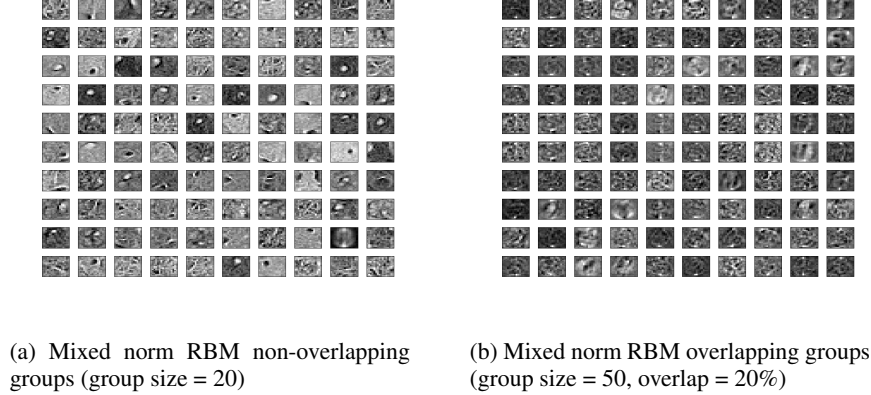 (a) Mixed norm RBM non-overlapping
groups (group size = 20)
(b) Mixed norm RBM overlapping groups
(group size = 50, overlap = 20%)